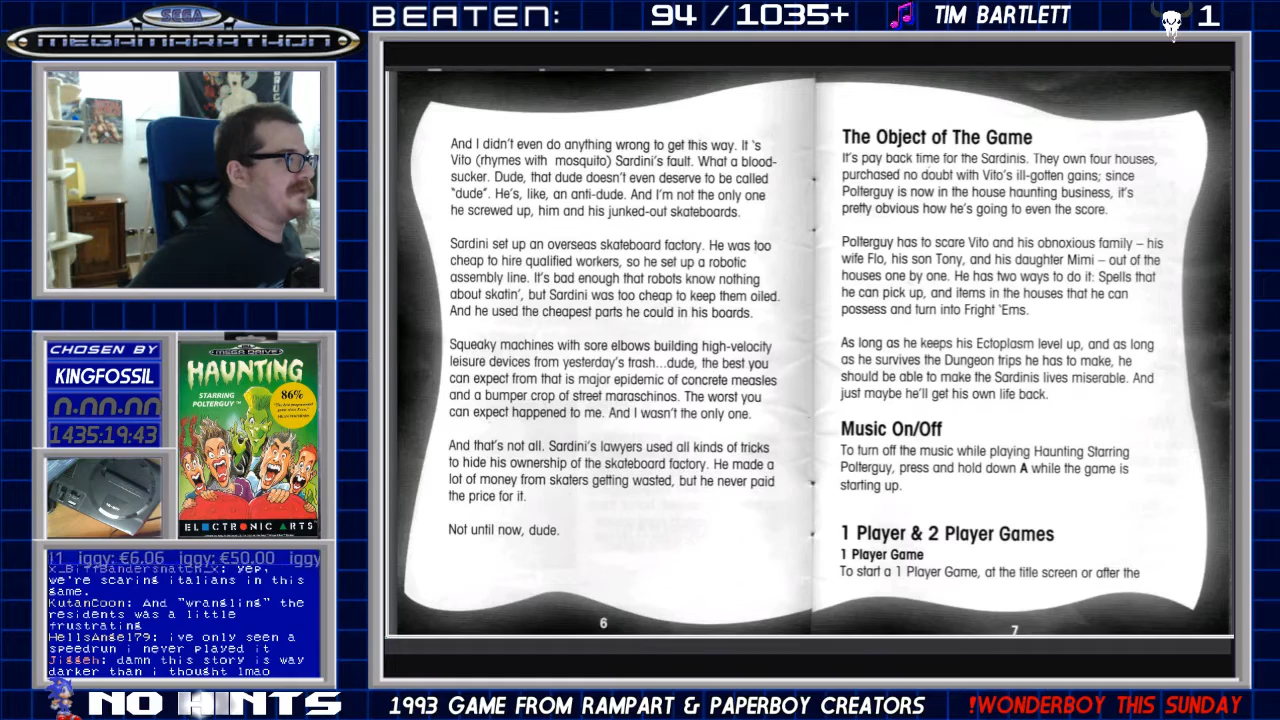 SEGA
MEGAMARATHON
BEATEN: 94 / 1035+ TIM BARTLETT 1
CHOSEN BY
KINGFOSSIL
0:00:00
1435:19:43
MEGA DRIVE
HAUNTING
STARRING
POLTERGUY™
86%
ELECTRONIC ARTS
iggy: €6.06 iggy: €50.00 iggy
x_BiffBandersnatch_x: yep,
we're scaring italians in this
game.
KutanCoon: And "wrangling" the
residents was a little
frustrating
HellsAngel79: ive only seen a
speedrun i never played it
Jiggeh: damn this story is way
darker than i thought lmao
And I didn't even do anything wrong to get this way. It 's
Vito (rhymes with mosquito) Sardini's fault. What a blood-
sucker. Dude, that dude doesn't even deserve to be called
"dude". He's, like, an anti-dude. And I'm not the only one
he screwed up, him and his junked-out skateboards.
Sardini set up an overseas skateboard factory. He was too
cheap to hire qualified workers, so he set up a robotic
assembly line. It's bad enough that robots know nothing
about skatin', but Sardini was too cheap to keep them oiled.
And he used the cheapest parts he could in his boards.
Squeaky machines with sore elbows building high-velocity
leisure devices from yesterday's trash...dude, the best you
can expect from that is major epidemic of concrete measles
and a bumper crop of street maraschinos. The worst you
can expect happened to me. And I wasn't the only one.
And that's not all. Sardini's lawyers used all kinds of tricks
to hide his ownership of the skateboard factory. He made a
lot of money from skaters getting wasted, but he never paid
the price for it.
Not until now, dude.
6
The Object of The Game
It's pay back time for the Sardinis. They own four houses,
purchased no doubt with Vito's ill-gotten gains; since
Polterguy is now in the house haunting business, it's
pretty obvious how he's going to even the score.
Polterguy has to scare Vito and his obnoxious family – his
wife Flo, his son Tony, and his daughter Mimi – out of the
houses one by one. He has two ways to do it: Spells that
he can pick up, and items in the houses that he can
possess and turn into Fright 'Ems.
As long as he keeps his Ectoplasm level up, and as long
as he survives the Dungeon trips he has to make, he
should be able to make the Sardinis lives miserable. And
just maybe he'll get his own life back.
Music On/Off
To turn off the music while playing Haunting Starring
Polterguy, press and hold down A while the game is
starting up.
1 Player & 2 Player Games
1 Player Game
To start a 1 Player Game, at the title screen or after the
7
NO HINTS
1993 GAME FROM RAMPART & PAPERBOY CREATORS
!WONDERBOY THIS SUNDAY